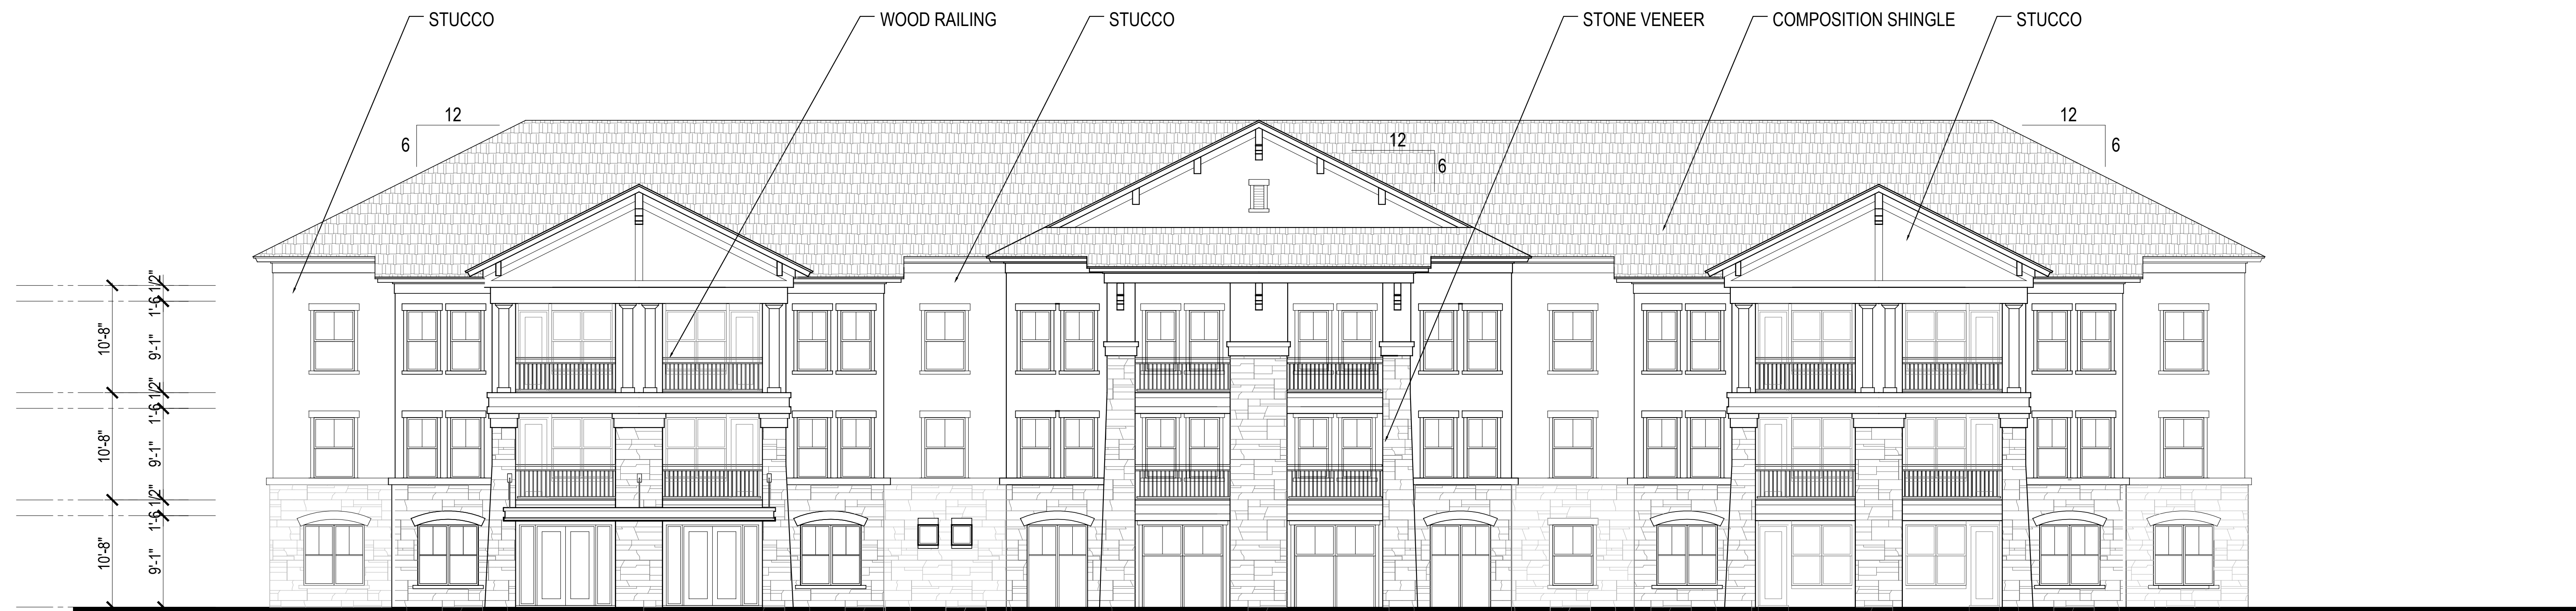 STUCCO
WOOD RAILING
STUCCO
STONE VENEER
COMPOSITION SHINGLE
STUCCO
12
6
12
6
12
6
1'-6 1/2"
10'-8"
9'-1"
1'-6 1/2"
10'-8"
9'-1"
1'-6 1/2"
10'-8"
9'-1"